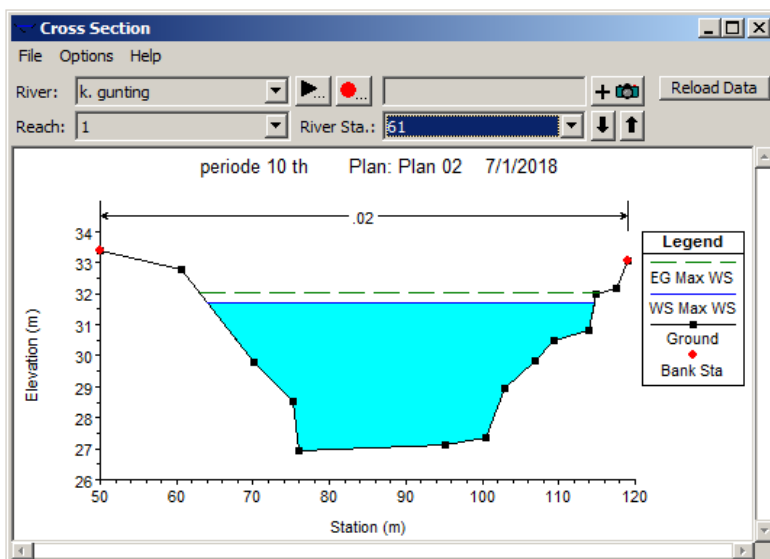 Cross Section
File Options Help
River: k. gunting ... ... + Reload Data
Reach: 1 River Sta.: 61
periode 10 th Plan: Plan 02 7/1/2018
.02
34
33
32
31
30
29
28
27
26
Elevation (m)
50 60 70 80 90 100 110 120
Station (m)
Legend
EG Max WS
WS Max WS
Ground
Bank Sta